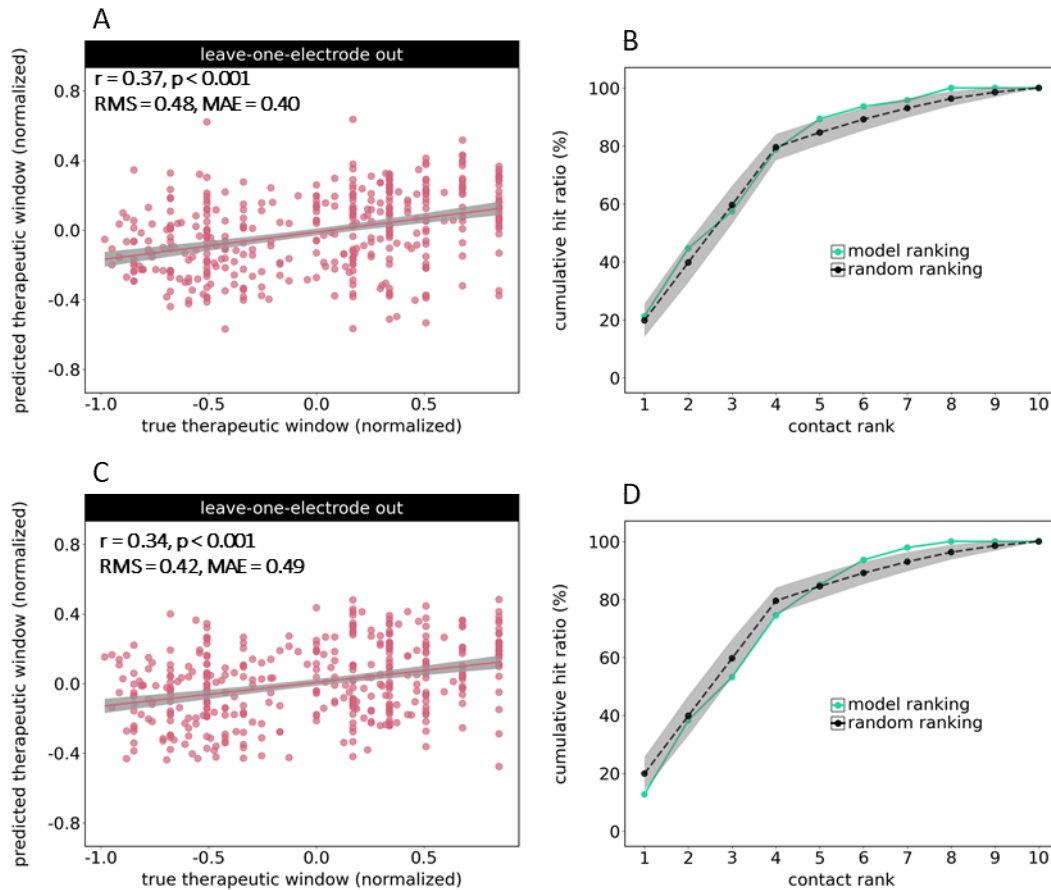 A
leave-one-electrode out
r = 0.37, p < 0.001
RMS = 0.48, MAE = 0.40
predicted therapeutic window (normalized)
0.8
0.4
0.0
-0.4
-0.8
-1.0 -0.5 0.0 0.5
true therapeutic window (normalized)
B
cumulative hit ratio (%)
100
80
60
40
20
0
model ranking
random ranking
1 2 3 4 5 6 7 8 9 10
contact rank
C
leave-one-electrode out
r = 0.34, p < 0.001
RMS = 0.42, MAE = 0.49
predicted therapeutic window (normalized)
0.8
0.4
0.0
-0.4
-0.8
-1.0 -0.5 0.0 0.5
true therapeutic window (normalized)
D
cumulative hit ratio (%)
100
80
60
40
20
0
model ranking
random ranking
1 2 3 4 5 6 7 8 9 10
contact rank